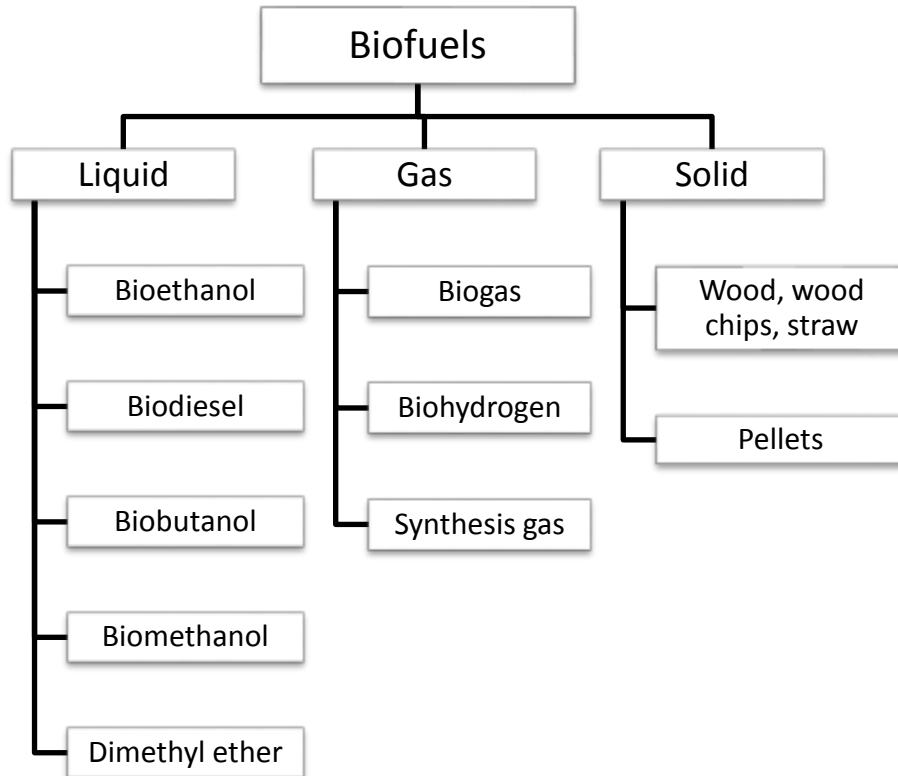 Biofuels
Liquid
Gas
Solid
Bioethanol
Biodiesel
Biobutanol
Biomethanol
Dimethyl ether
Biogas
Biohydrogen
Synthesis gas
Wood, wood
chips, straw
Pellets